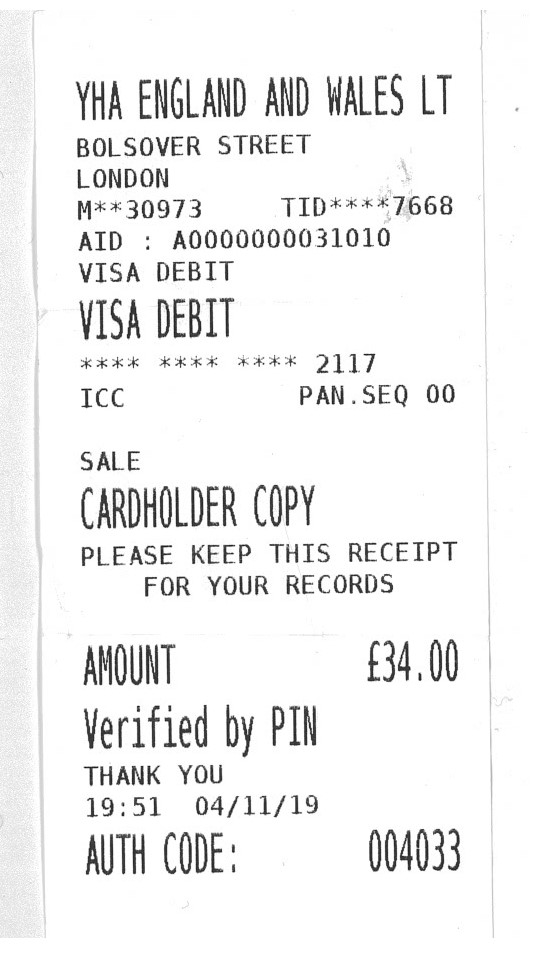 YHA ENGLAND AND WALES LT
BOLSOVER STREET
LONDON
M**30973 TID****7668
AID : A0000000031010
VISA DEBIT
VISA DEBIT
**** **** **** 2117
ICC PAN.SEQ 00
SALE
CARDHOLDER COPY
PLEASE KEEP THIS RECEIPT
FOR YOUR RECORDS
AMOUNT £34.00
Verified by PIN
THANK YOU
19:51 04/11/19
AUTH CODE: 004033